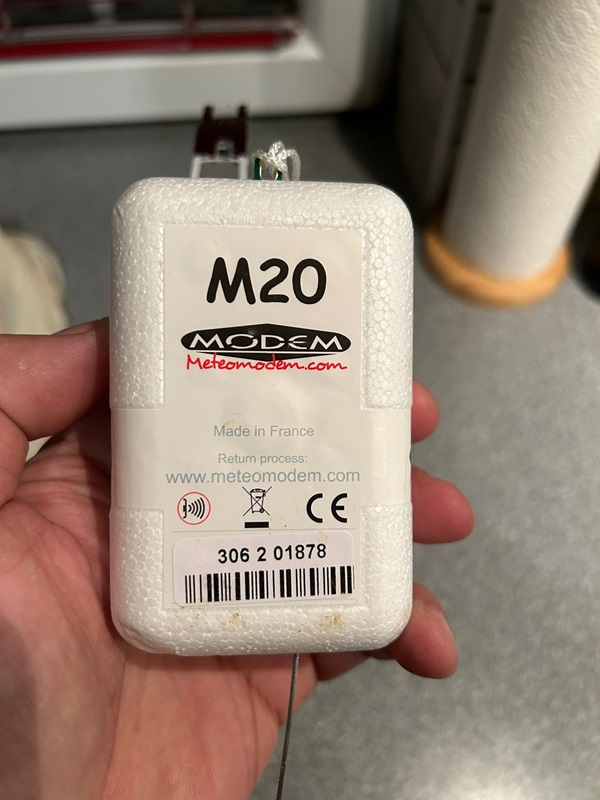 M20
MODEM
Meteomodem.com
Made in France
Return process:
www.meteomodem.com
CE
306 2 01878